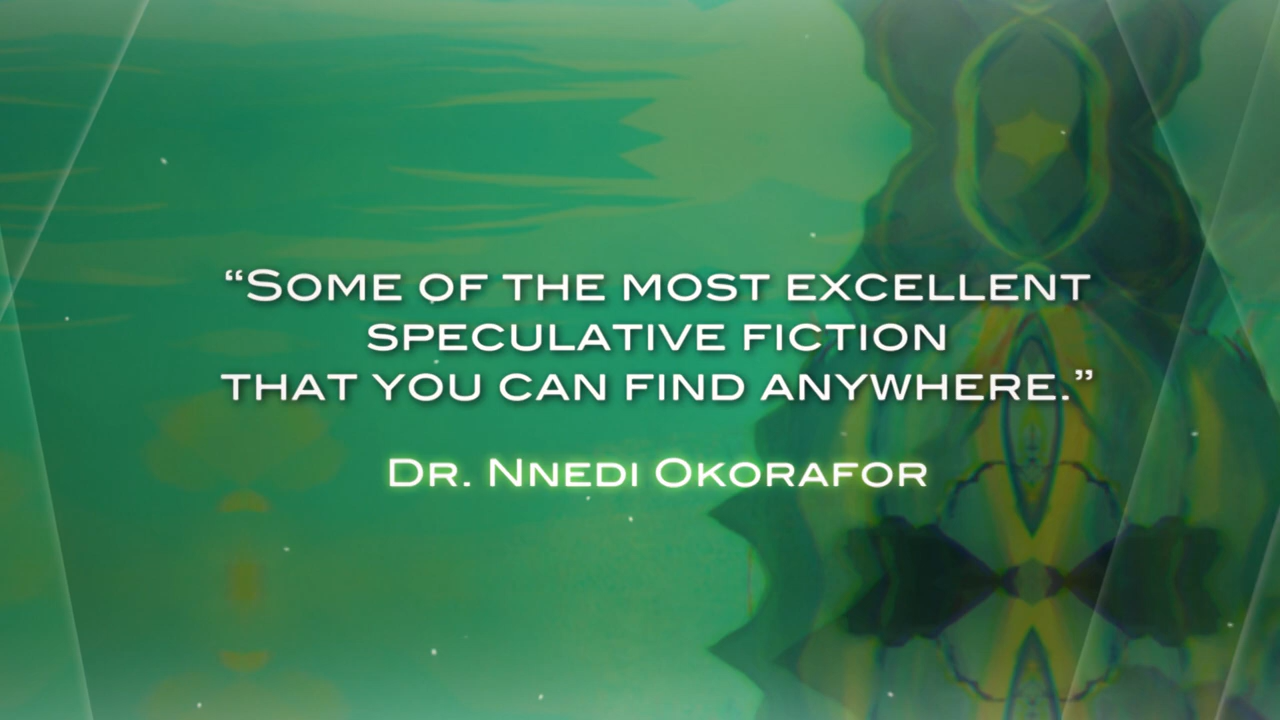 “Some of the most excellent
speculative fiction
that you can find anywhere.”
Dr. Nnedi Okorafor